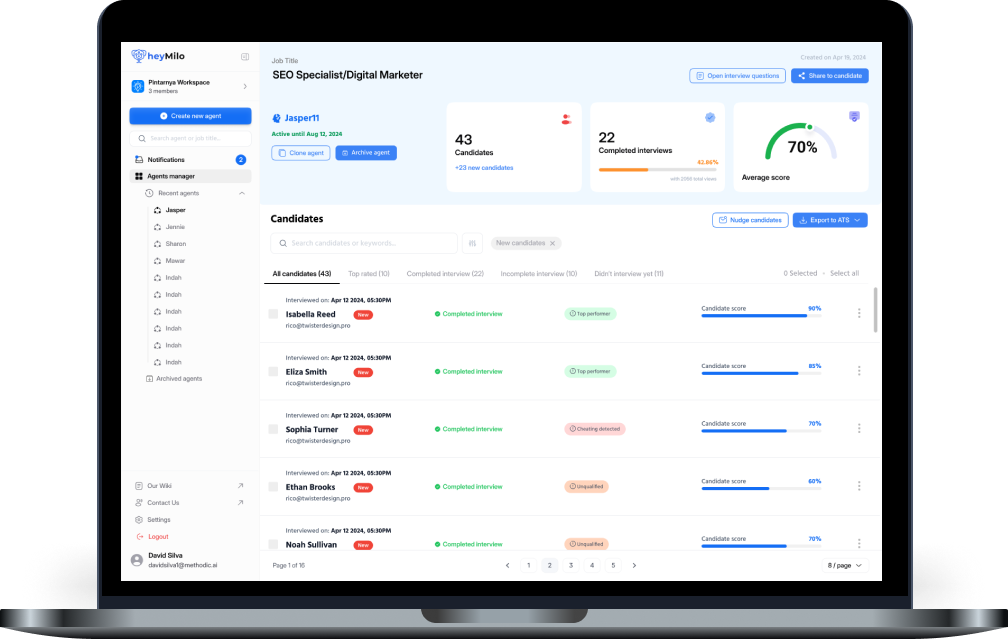 heyMilo
Pintarnya Workspace
3 members
Create new agent
Search agent or job title...
Notifications
2
Agents manager
Recent agents
Jasper
Jennie
Sharon
Mawar
Indah
Indah
Indah
Indah
Indah
Indah
Archived agents
Our Wiki
Contact Us
Settings
Logout
David Silva
davidsilva1@methodic.ai
Job Title
SEO Specialist/Digital Marketer
Created on Apr 19, 2024
Open interview questions
Share to candidate
Jasper11
Active until Aug 12, 2024
Clone agent
Archive agent
43
Candidates
+23 new candidates
22
Completed interviews
42.86%
70%
Average score
Candidates
Nudge candidates
Export to ATS
Search candidates or keywords...
New candidates
All candidates (43)
Top rated (10)
Completed interview (22)
Incomplete interview (10)
Didn't interview yet (11)
0 Selected - Select all
Interviewed on: Apr 12 2024, 05:30PM
Isabella Reed New
rico@twisterdesign.pro
Completed interview
Top performer
Candidate score 90%
Interviewed on: Apr 12 2024, 05:30PM
Eliza Smith New
rico@twisterdesign.pro
Completed interview
Top performer
Candidate score 85%
Interviewed on: Apr 12 2024, 05:30PM
Sophia Turner New
rico@twisterdesign.pro
Completed interview
Cheating detected
Candidate score 70%
Interviewed on: Apr 12 2024, 05:30PM
Ethan Brooks New
rico@twisterdesign.pro
Completed interview
Unqualified
Candidate score 60%
Interviewed on: Apr 12 2024, 05:30PM
Noah Sullivan New
Completed interview
Unqualified
Candidate score 70%
Page 1 of 16
1 2 3 4 5
8 / page